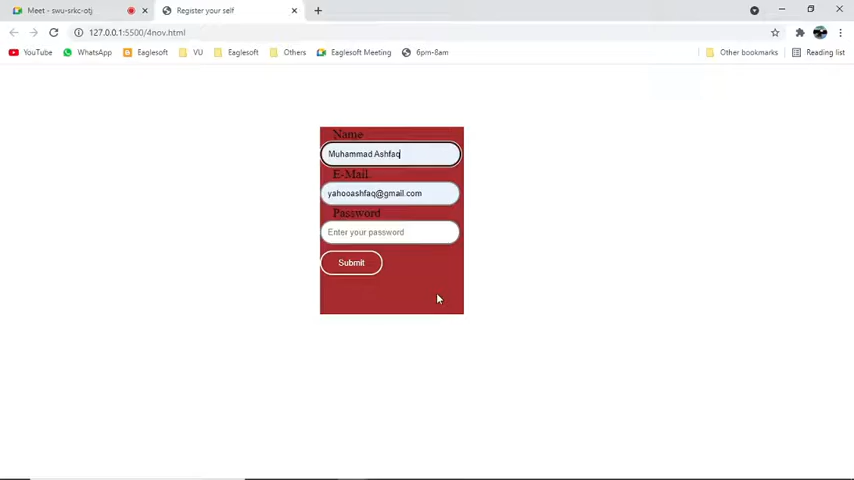 Meet - swu-srkc-otj
Register your self
127.0.0.1:5500/4nov.html
YouTube WhatsApp Eaglesoft VU Eaglesoft Others Eaglesoft Meeting 6pm-8am Other bookmarks Reading list
Name
Muhammad Ashfaq
E-Mail
yahooashfaq@gmail.com
Password
Enter your password
Submit